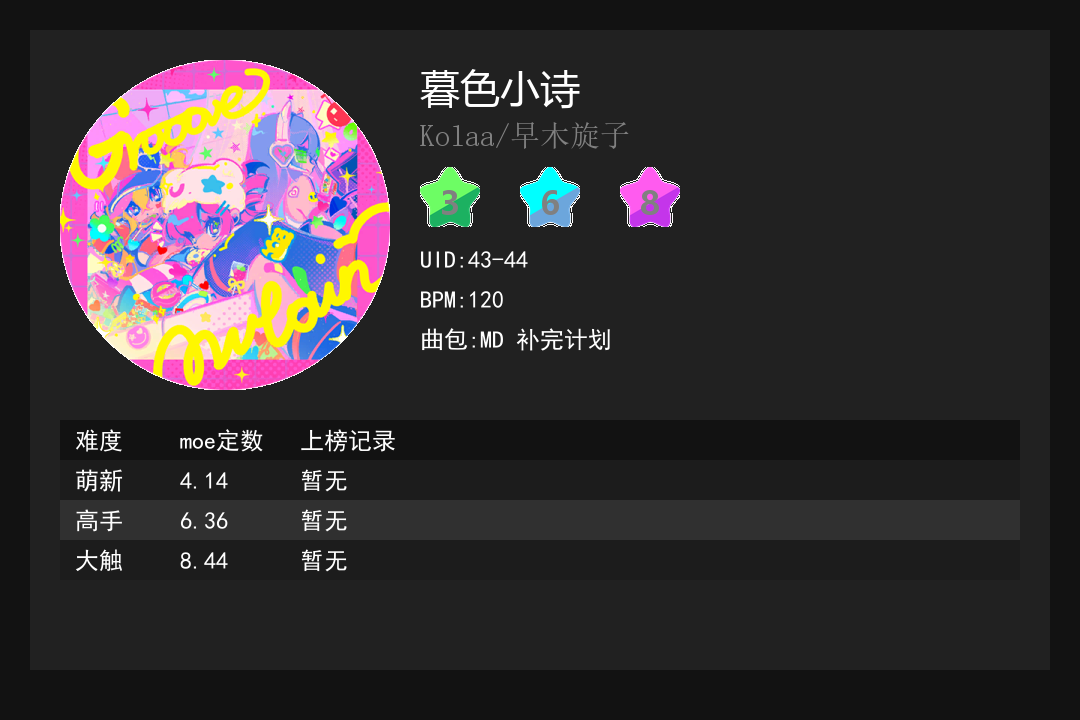 Groove
暮色小诗
Kolaa/早木旋子
3 6 8
UID:43-44
BPM:120
曲包:MD 补完计划
难度 moe定数 上榜记录
萌新 4.14 暂无
高手 6.36 暂无
大触 8.44 暂无